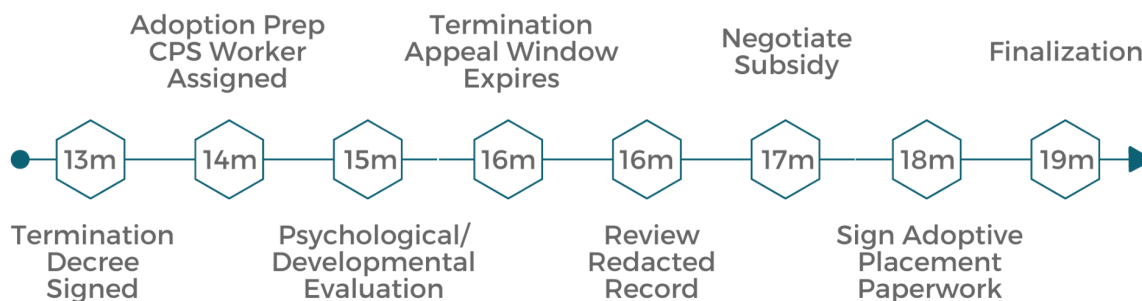 Adoption Prep
CPS Worker
Assigned
Termination
Appeal Window
Expires
Negotiate
Subsidy
Finalization
13m
14m
15m
16m
16m
17m
18m
19m
Termination
Decree
Signed
Psychological/
Developmental
Evaluation
Review
Redacted
Record
Sign Adoptive
Placement
Paperwork